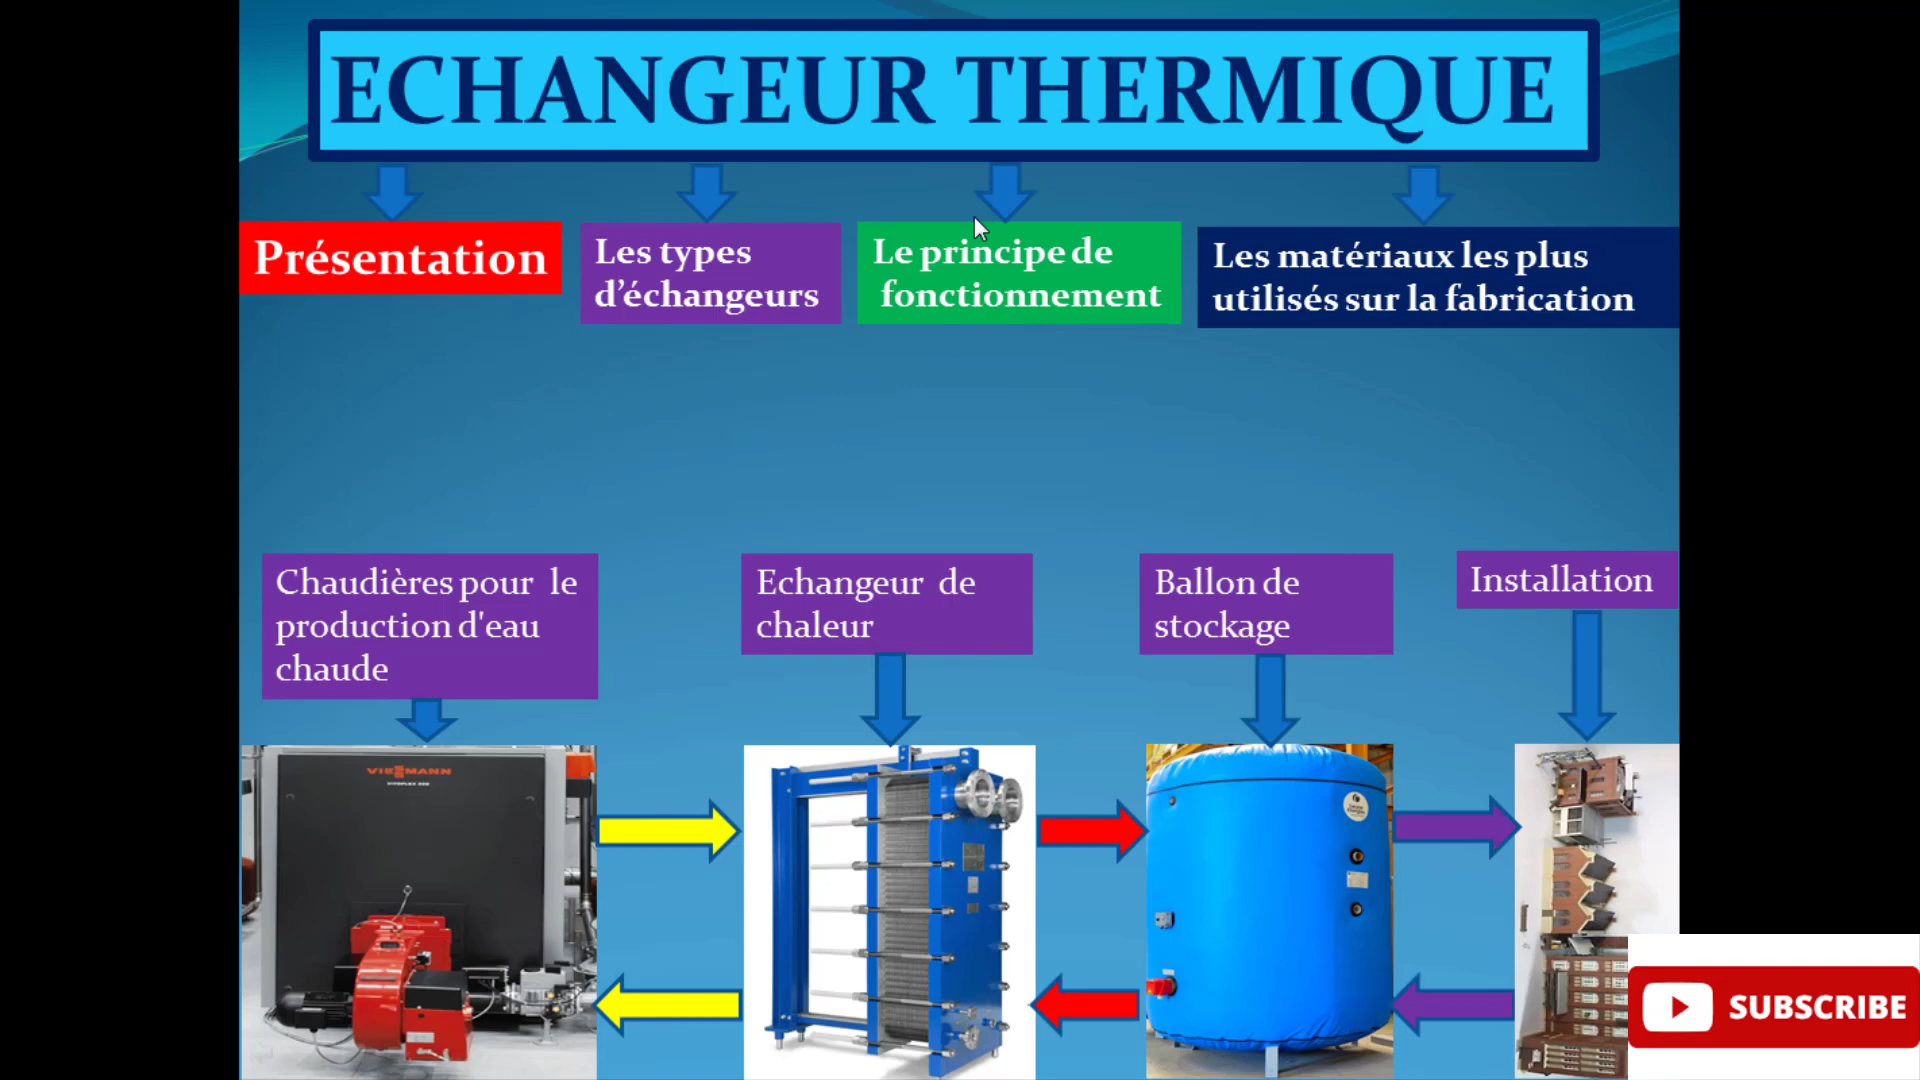 ECHANGEUR THERMIQUE
Présentation
Les types
d’échangeurs
Le principe de
fonctionnement
Les matériaux les plus
utilisés sur la fabrication
Chaudières pour le
production d'eau
chaude
Echangeur de
chaleur
Ballon de
stockage
Installation
VIESMANN
SUBSCRIBE